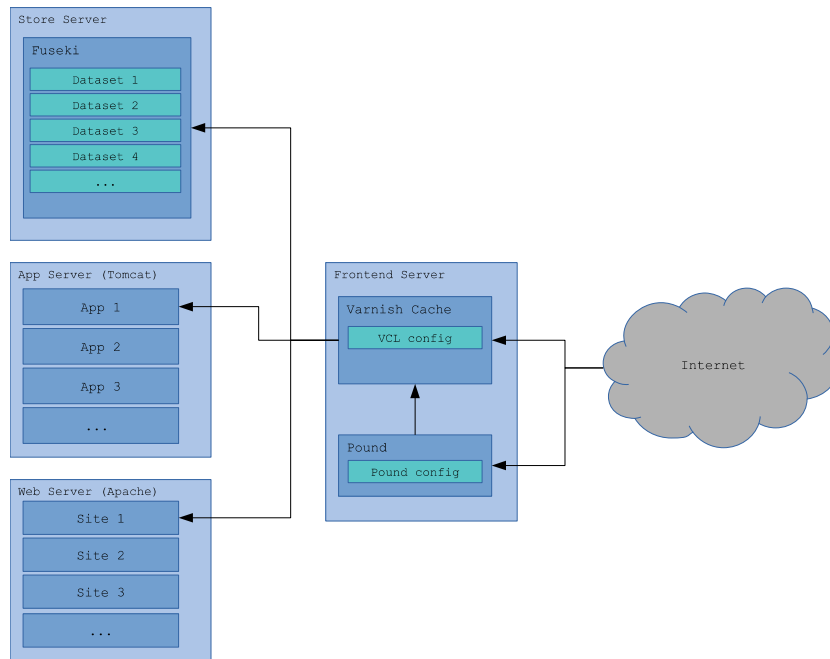 Store Server
Fuseki
Dataset 1
Dataset 2
Dataset 3
Dataset 4
...
App Server (Tomcat)
App 1
App 2
App 3
...
Web Server (Apache)
Site 1
Site 2
Site 3
...
Frontend Server
Varnish Cache
VCL config
Pound
Pound config
Internet